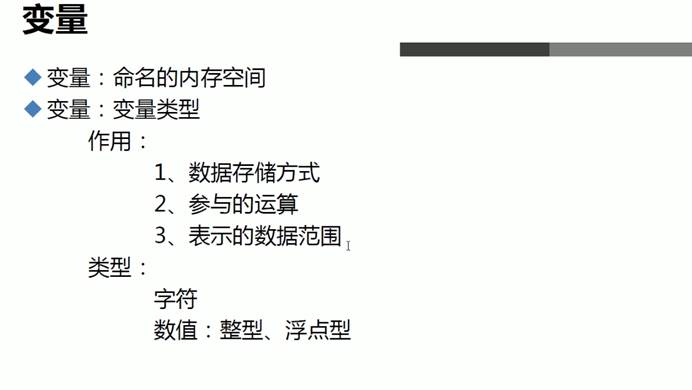 变量
变量：命名的内存空间
变量：变量类型
作用：
1、数据存储方式
2、参与的运算
3、表示的数据范围
类型：
字符
数值：整型、浮点型